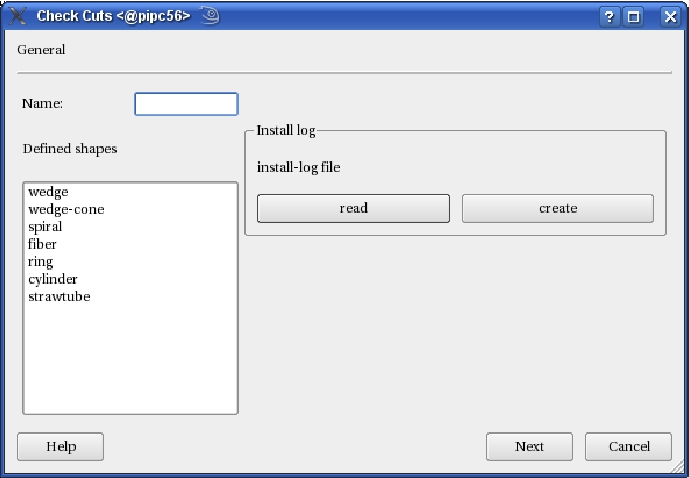 Check Cuts <@pipc56>
General
Name:
Defined shapes
wedge
wedge-cone
spiral
fiber
ring
cylinder
strawtube
Install log
install-log file
read create
Help Next Cancel